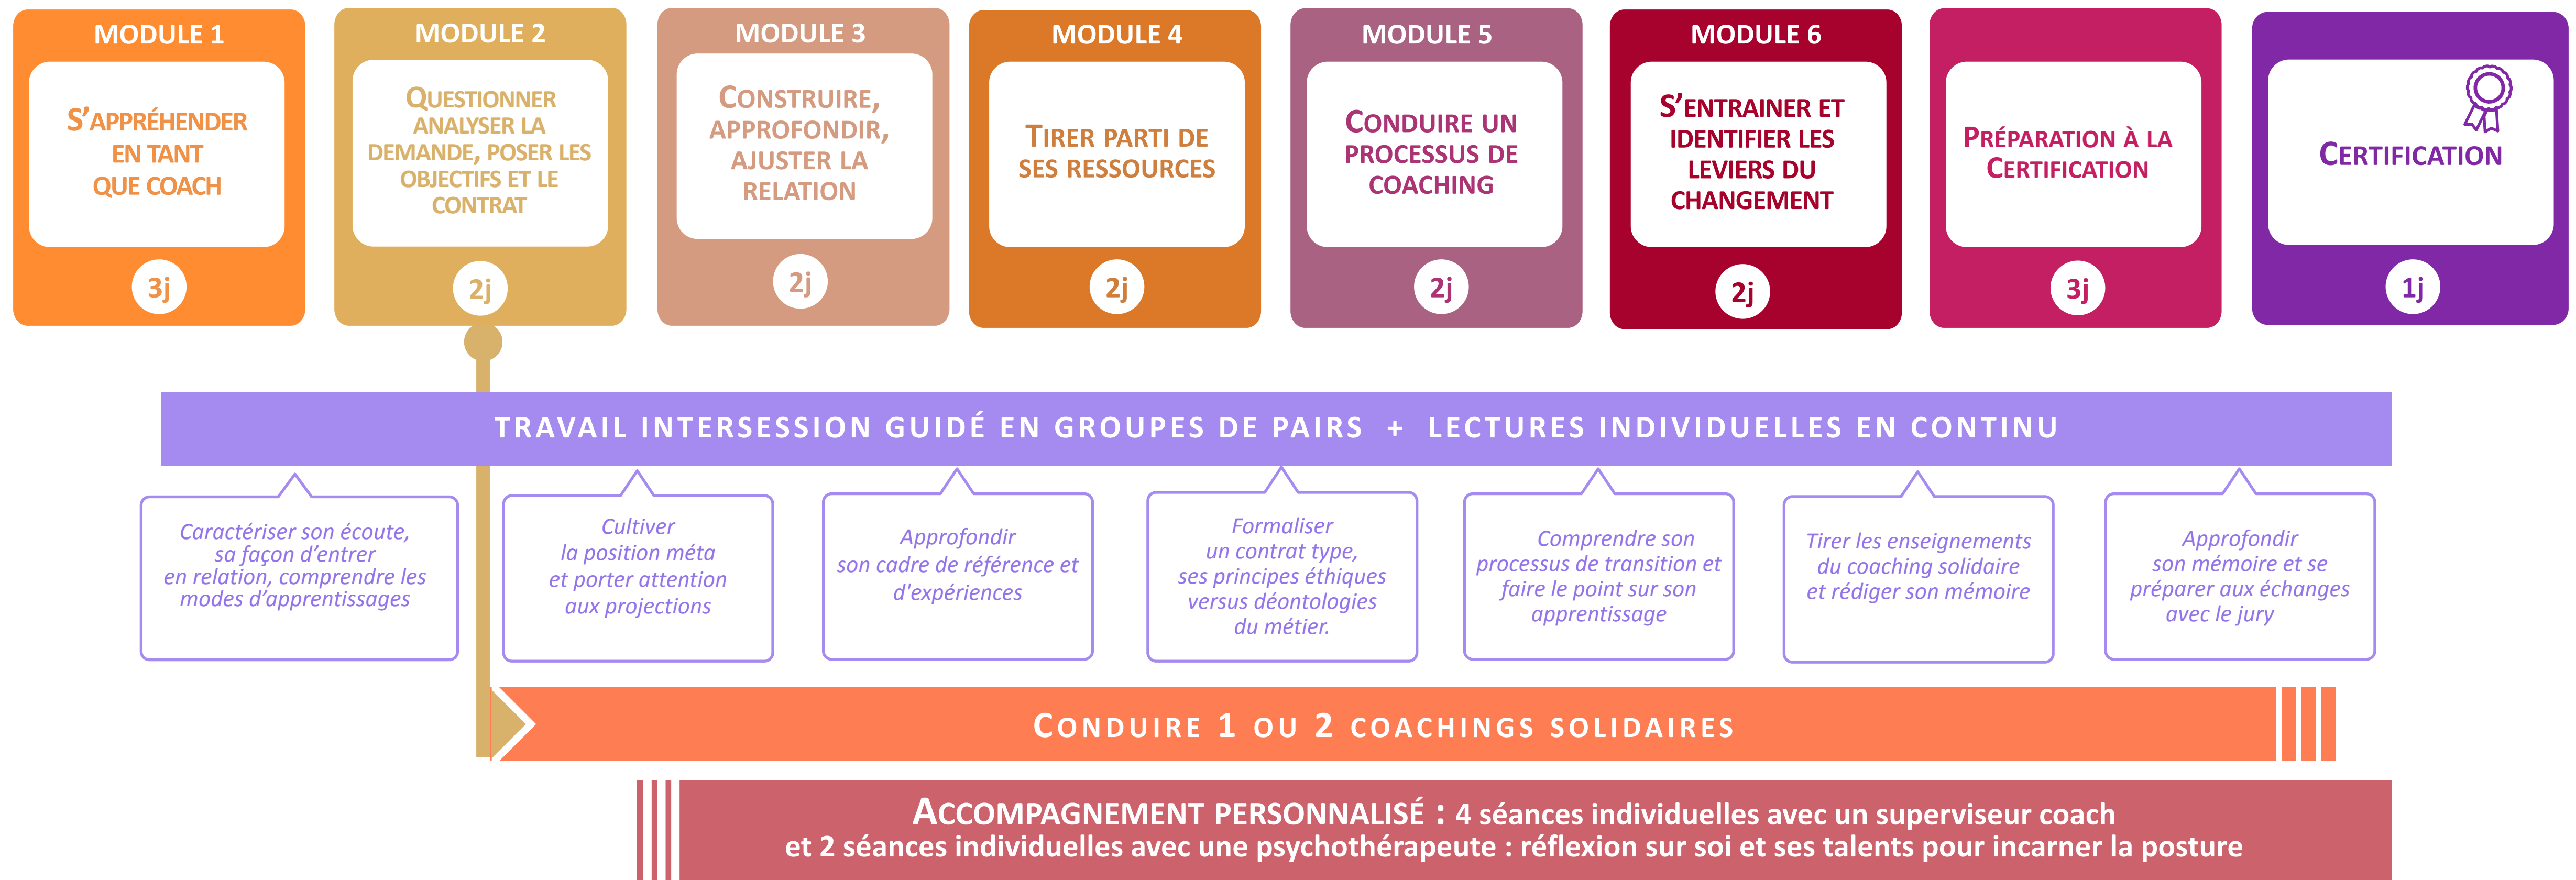 MODULE 1
S'APPRÉHENDER
EN TANT
QUE COACH
3j
MODULE 2
QUESTIONNER
ANALYSER LA
DEMANDE, POSER LES
OBJECTIFS ET LE
CONTRAT
2j
MODULE 3
CONSTRUIRE,
APPROFONDIR,
AJUSTER LA
RELATION
2j
MODULE 4
TIRER PARTI DE
SES RESSOURCES
2j
MODULE 5
CONDUIRE UN
PROCESSUS DE
COACHING
2j
MODULE 6
S'ENTRAINER ET
IDENTIFIER LES
LEVIERS DU
CHANGEMENT
2j
PRÉPARATION À LA
CERTIFICATION
3j
CERTIFICATION
1j
TRAVAIL INTERSESSION GUIDÉ EN GROUPES DE PAIRS + LECTURES INDIVIDUELLES EN CONTINU
Caractériser son écoute,
sa façon d'entrer
en relation, comprendre les
modes d'apprentissages
Cultiver
la position méta
et porter attention
aux projections
Approfondir
son cadre de référence et
d'expériences
Formaliser
un contrat type,
ses principes éthiques
versus déontologies
du métier.
Comprendre son
processus de transition et
faire le point sur son
apprentissage
Tirer les enseignements
du coaching solidaire
et rédiger son mémoire
Approfondir
son mémoire et se
préparer aux échanges
avec le jury
CONDUIRE 1 OU 2 COACHINGS SOLIDAIRES
ACCOMPAGNEMENT PERSONNALISÉ : 4 séances individuelles avec un superviseur coach
et 2 séances individuelles avec une psychothérapeute : réflexion sur soi et ses talents pour incarner la posture